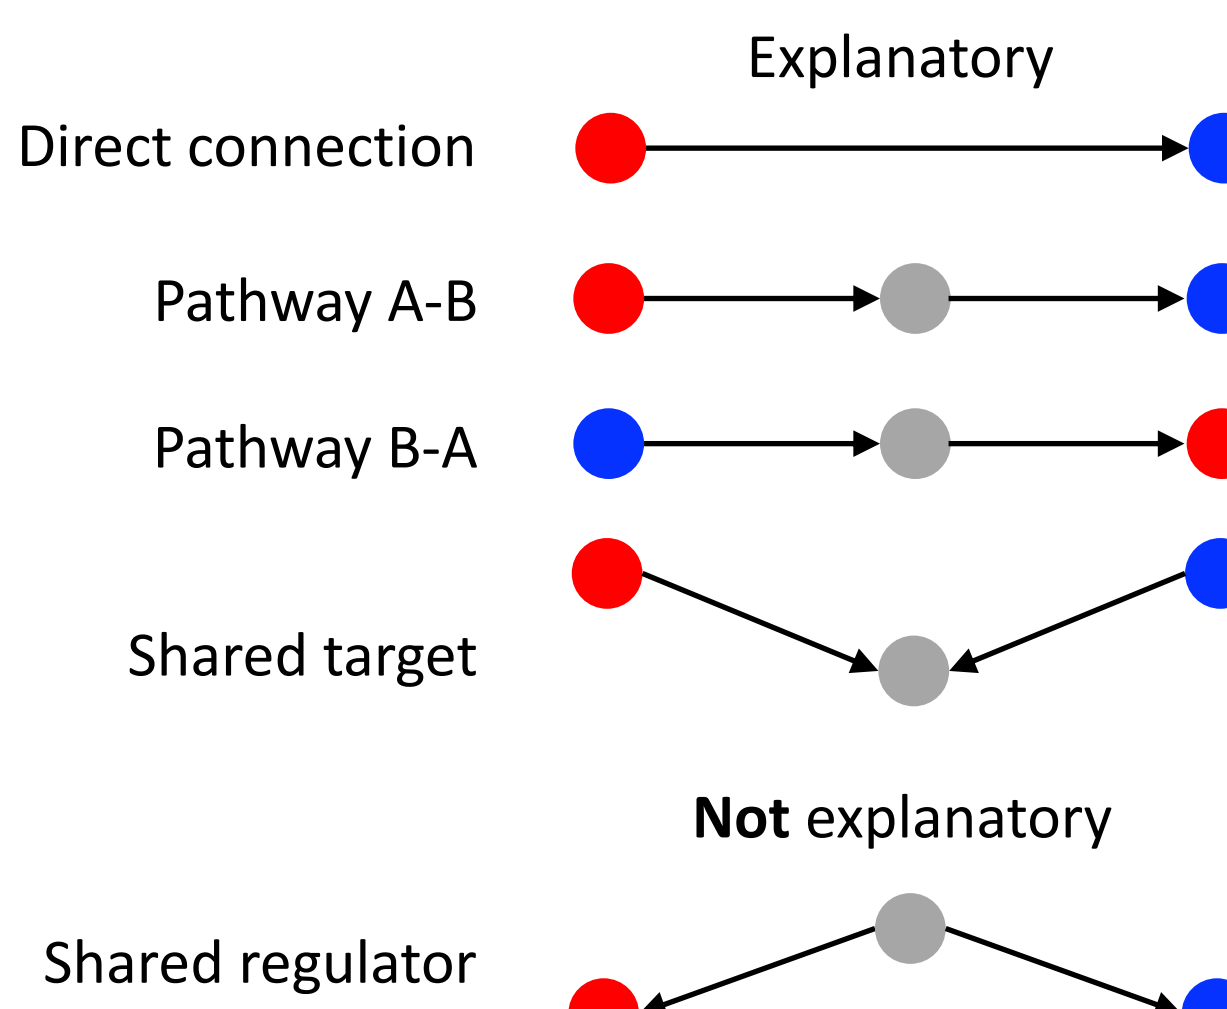 Explanatory
Direct connection
Pathway A-B
Pathway B-A
Shared target
Not explanatory
Shared regulator